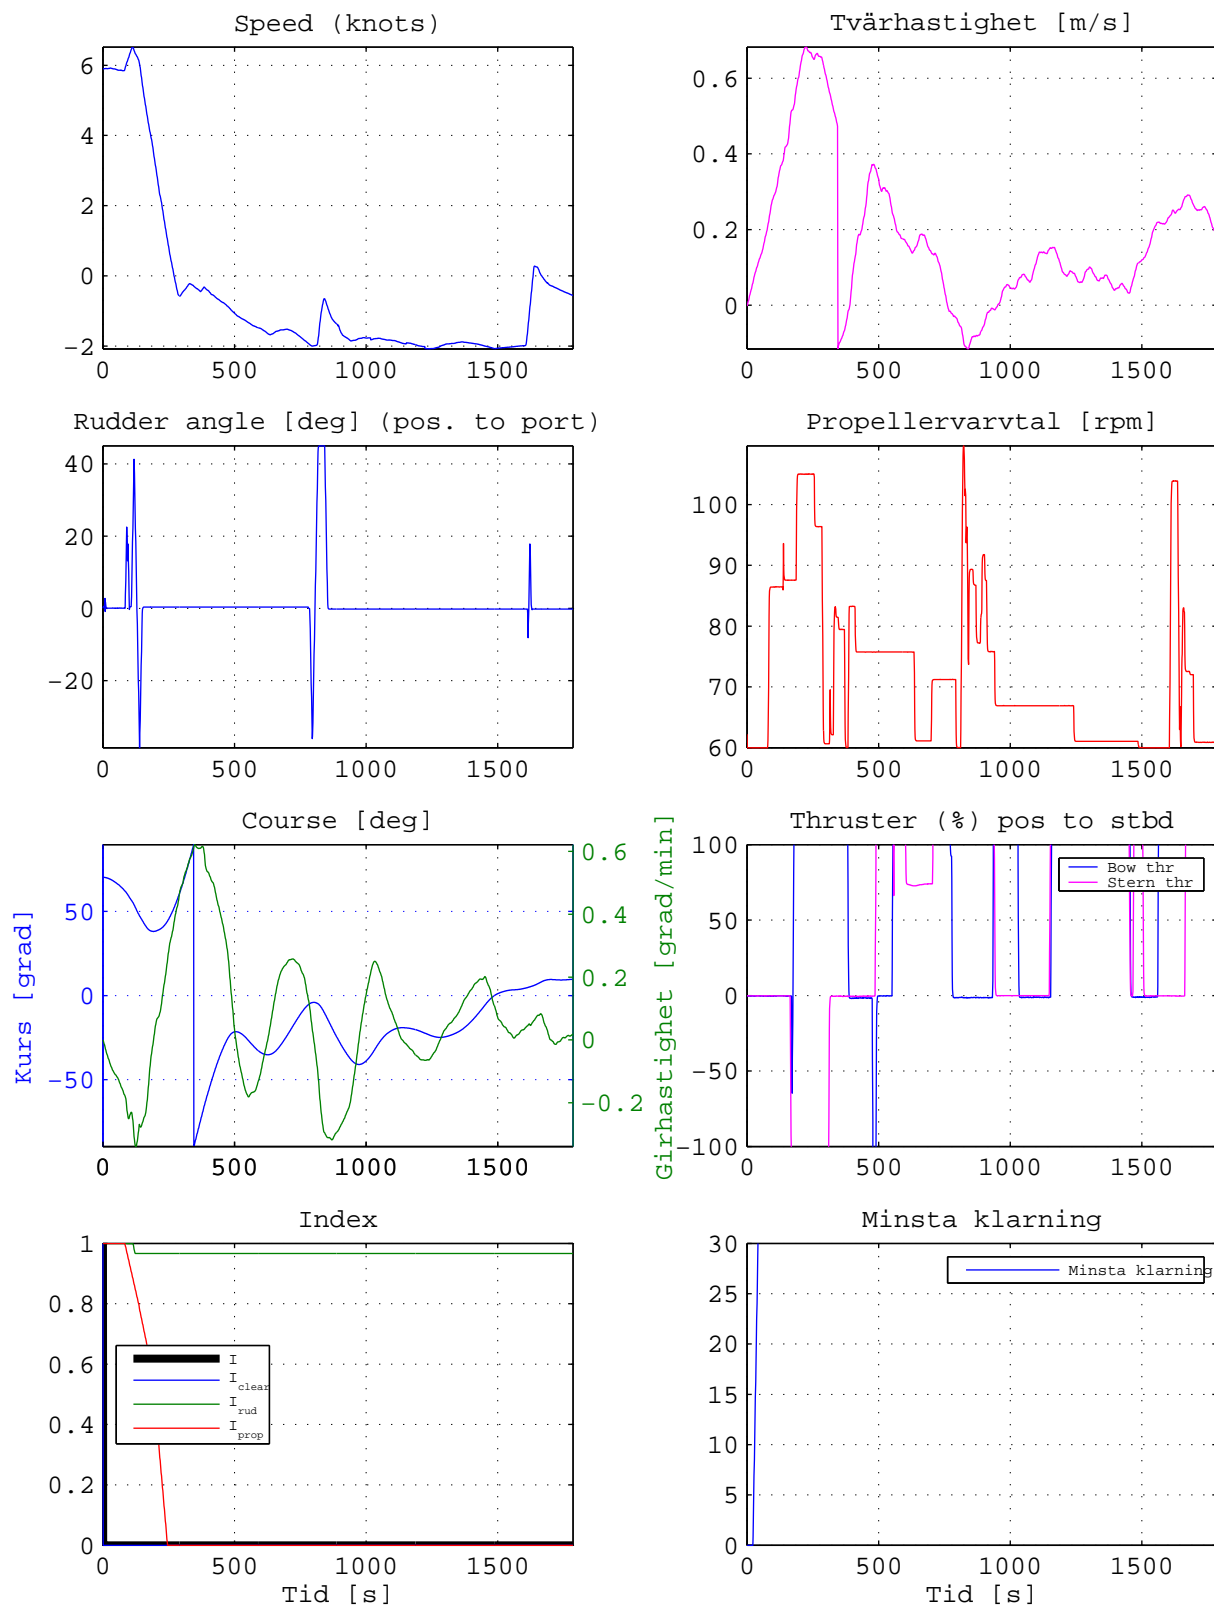 Speed (knots)
6
4
2
0
−2
0 500 1000 1500
Tvärhastighet [m/s]
0.6
0.4
0.2
0
0 500 1000 1500
Rudder angle [deg] (pos. to port)
40
20
0
−20
0 500 1000 1500
Propellervarvtal [rpm]
100
90
80
70
60
0 500 1000 1500
Course [deg]
Kurs [grad]
50
0
−50
0 500 1000 1500
0.6
0.4
0.2
0
−0.2
Girhastighet [grad/min]
Thruster (%) pos to stbd
100
50
0
−50
−100
0 500 1000 1500
Bow thr
Stern thr
Index
1
0.8
0.6
0.4
0.2
0
0 500 1000 1500
Tid [s]
I
I clear
I rud
I prop
Minsta klarning
30
25
20
15
10
5
0
0 500 1000 1500
Tid [s]
Minsta klarning